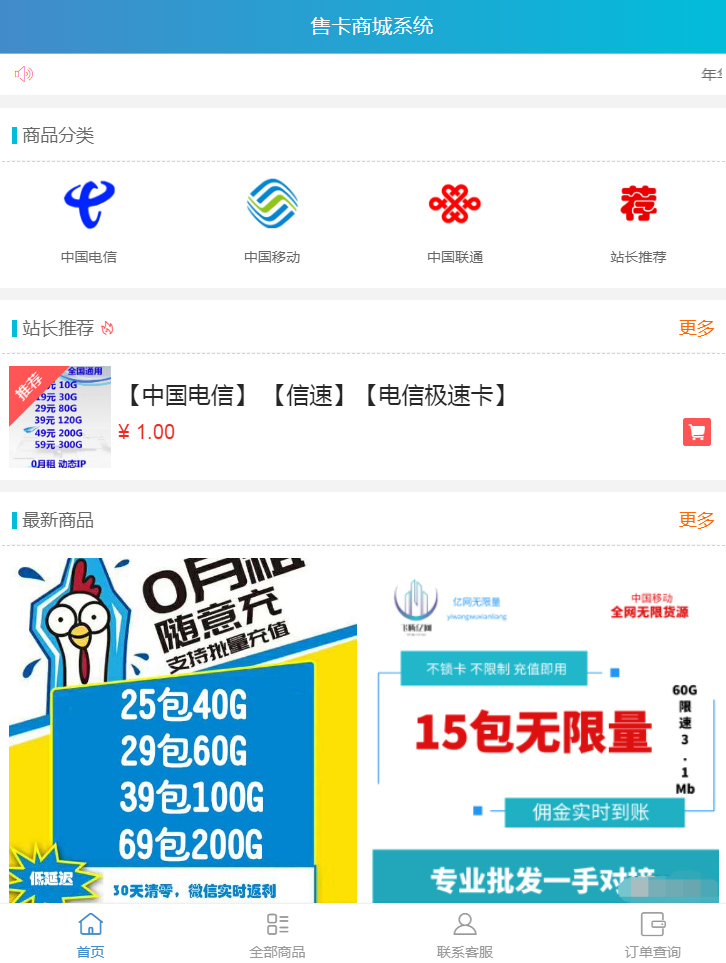 售卡商城系统
商品分类
中国电信
中国移动
中国联通
荐
站长推荐
站长推荐
更多
推荐
全国通用
10G
19元 30G
29元 80G
39元 120G
49元 200G
59元 300G
0月租 动态IP
【中国电信】 【信速】【电信极速卡】
¥ 1.00
最新商品
更多
0月租
随意充
支持批量充值
25包40G
29包60G
39包100G
69包200G
低延迟
30天清零，微信实时返利
亿网无限量
yiwangwuxianliang
飞腾亿网
中国移动
全网无限货源
不锁卡 不限制 充值即用
15包无限量
60G
限
速
3
.
1
Mb
佣金实时到账
专业批发一手对接
首页
全部商品
联系客服
订单查询